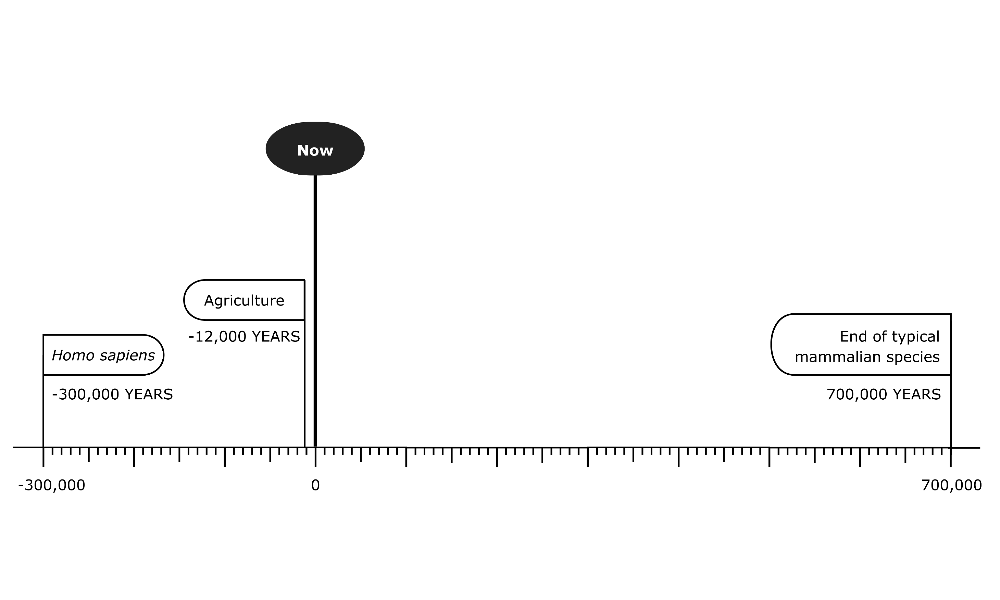 Now
Agriculture
-12,000 YEARS
Homo sapiens
-300,000 YEARS
End of typical
mammalian species
700,000 YEARS
-300,000
0
700,000